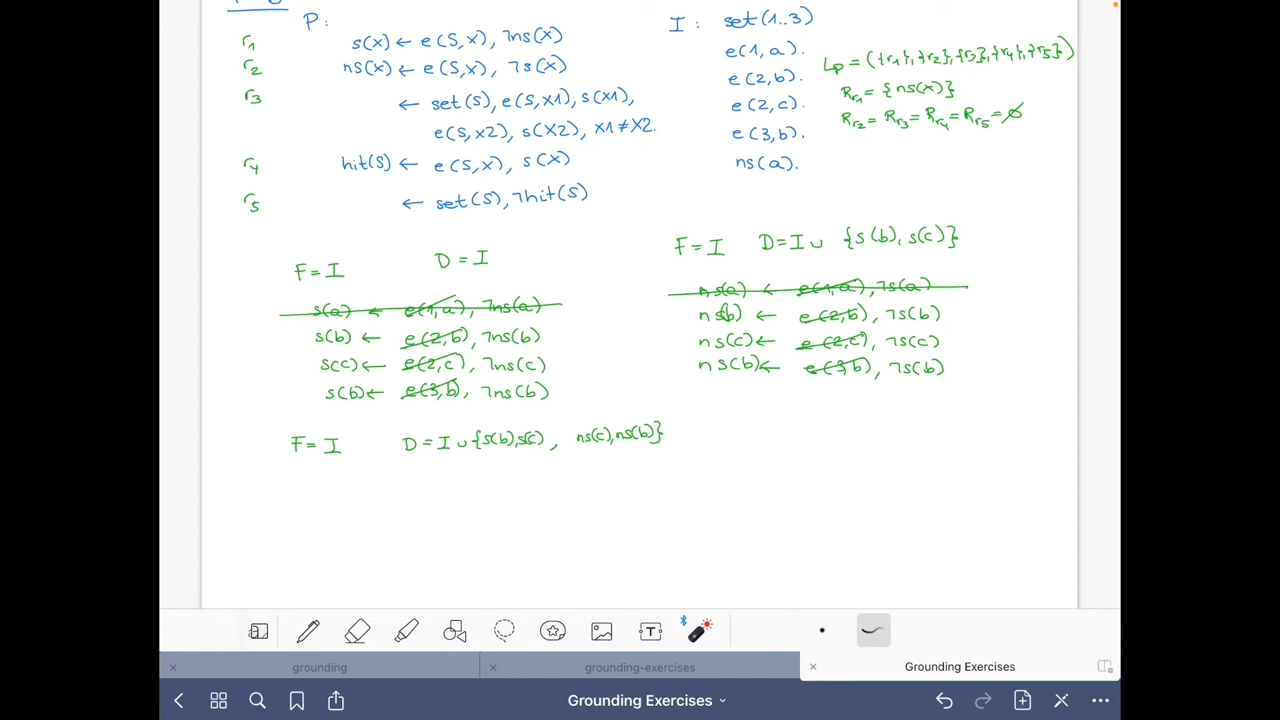 P:
r1 s(x) ← e(S,x), ¬ns(x)
r2 ns(x) ← e(S,x), ¬s(x)
r3 ← set(S), e(S,x1), s(x1),
e(S,x2), s(x2), x1≠x2.
r4 hit(S) ← e(S,x), s(x)
r5 ← set(S), ¬hit(S)
I: set(1..3)
e(1,a).
e(2,b).
e(2,c).
e(3,b).
ns(a).
Lp = ({r1},{r2},{r3},{r4},{r5})
Rr1 = {ns(x)}
Rr2 = Rr3 = Rr4 = Rr5 = ∅
F = I D = I
s(a) ← e(1,a), ¬ns(a)
s(b) ← e(2,b), ¬ns(b)
s(c) ← e(2,c), ¬ns(c)
s(b) ← e(3,b), ¬ns(b)
F = I D = I ∪ {s(b), s(c)}
ns(a) ← e(1,a), ¬s(a)
ns(b) ← e(2,b), ¬s(b)
ns(c) ← e(2,c), ¬s(c)
ns(b) ← e(3,b), ¬s(b)
F = I D = I ∪ {s(b),s(c), ns(c),ns(b)}
T
grounding
grounding-exercises
Grounding Exercises
Grounding Exercises